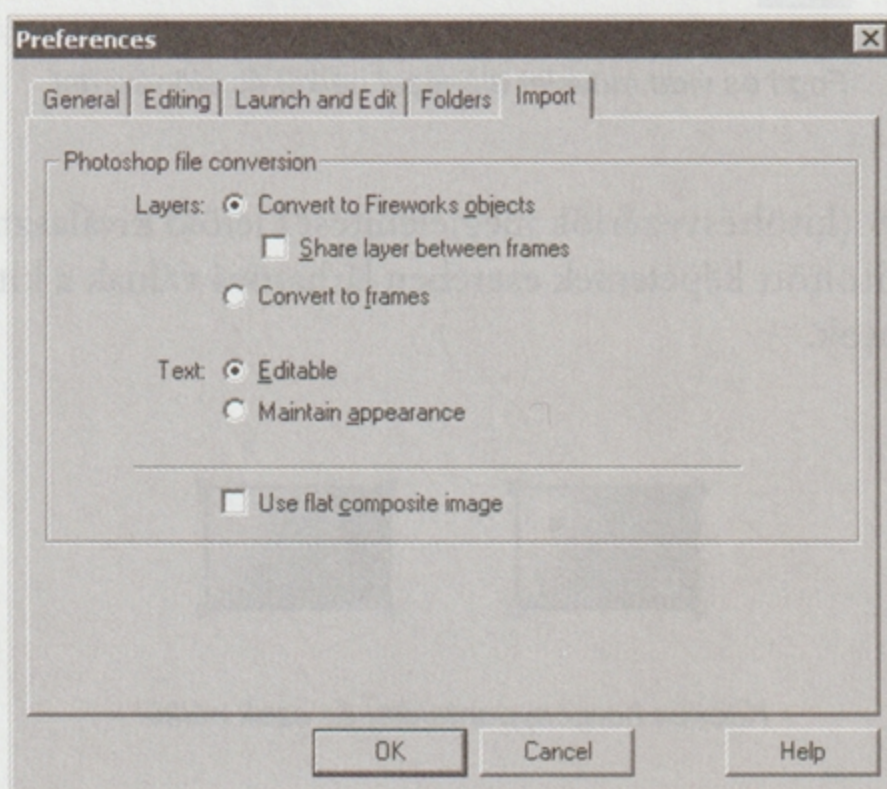 Preferences
General Editing Launch and Edit Folders Import
Photoshop file conversion
Layers: Convert to Fireworks objects
Share layer between frames
Convert to frames
Text: Editable
Maintain appearance
Use flat composite image
OK Cancel Help